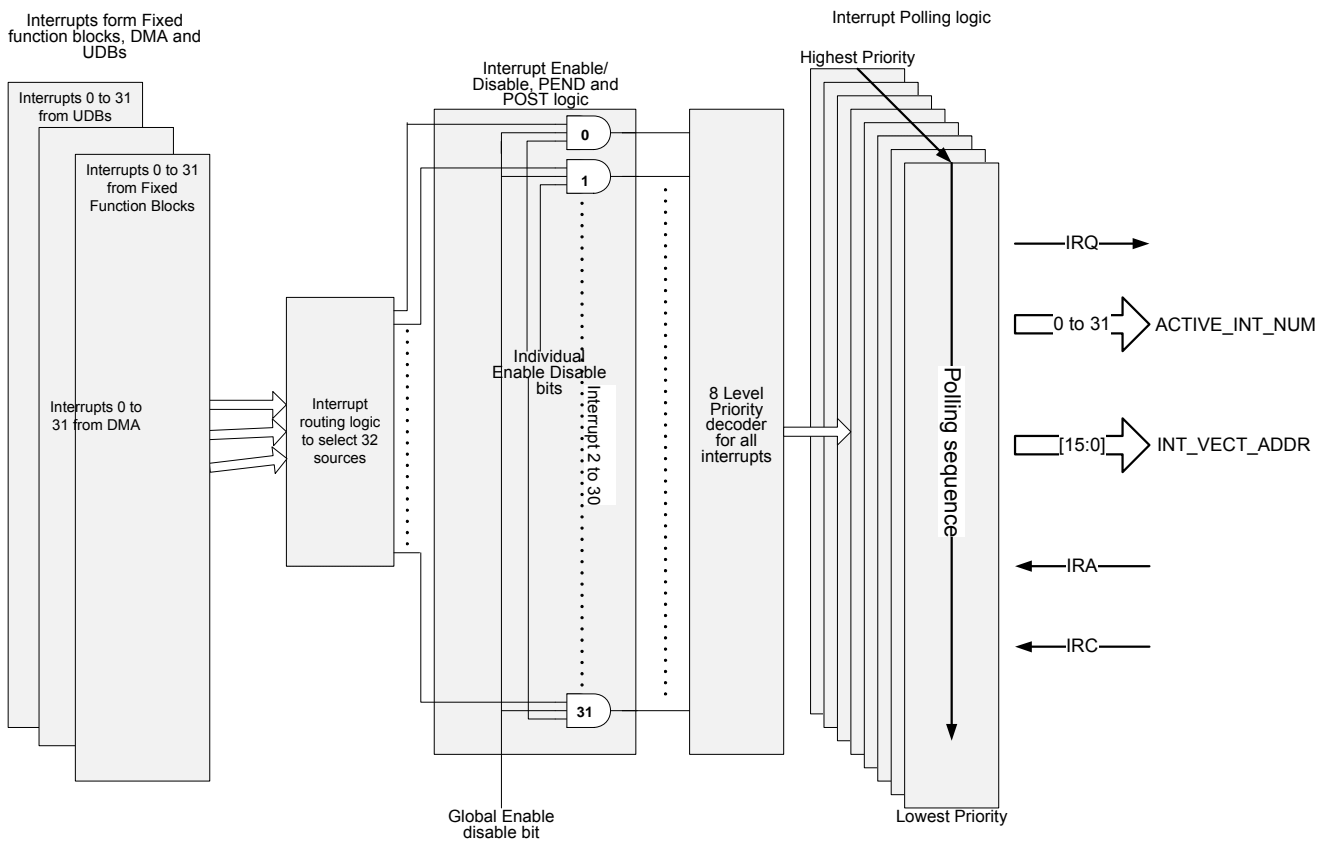 Interrupts form Fixed
function blocks, DMA and
UDBs
Interrupts 0 to 31
from UDBs
Interrupts 0 to 31
from Fixed
Function Blocks
Interrupts 0 to
31 from DMA
Interrupt
routing logic
to select 32
sources
Interrupt Enable/
Disable, PEND and
POST logic
0
1
Individual
Enable Disable
bits
Interrupt 2 to 30
31
Global Enable
disable bit
8 Level
Priority
decoder
for all
interrupts
Interrupt Polling logic
Highest Priority
Polling sequence
Lowest Priority
IRQ
0 to 31 ACTIVE_INT_NUM
[15:0] INT_VECT_ADDR
IRA
IRC